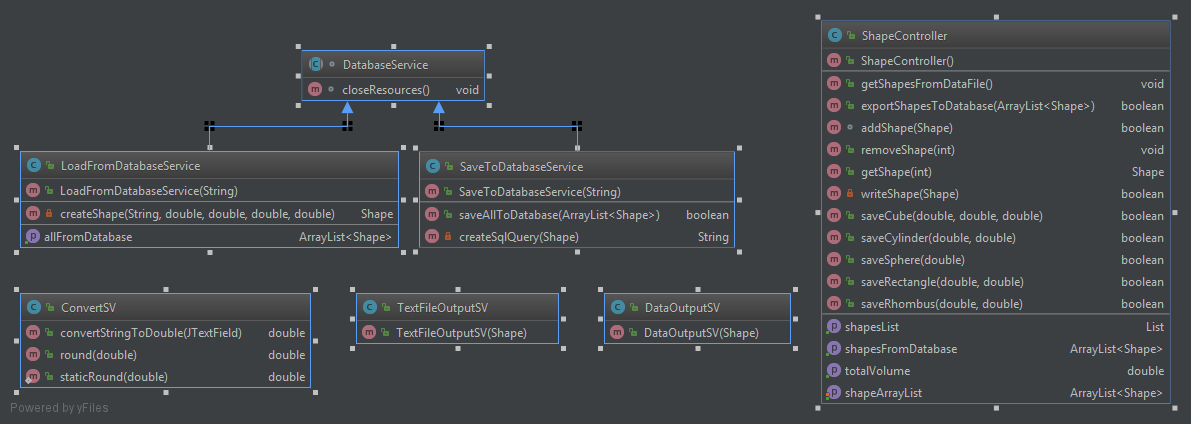 DatabaseService
closeResources() void
LoadFromDatabaseService
LoadFromDatabaseService(String)
createShape(String, double, double, double, double) Shape
allFromDatabase ArrayList<Shape>
SaveToDatabaseService
SaveToDatabaseService(String)
saveAllToDatabase(ArrayList<Shape>) boolean
createSqlQuery(Shape) String
ConvertSV
convertStringToDouble(JTextField) double
round(double) double
staticRound(double) double
TextFileOutputSV
TextFileOutputSV(Shape)
DataOutputSV
DataOutputSV(Shape)
ShapeController
ShapeController()
getShapesFromDataFile() void
exportShapesToDatabase(ArrayList<Shape>) boolean
addShape(Shape) boolean
removeShape(int) void
getShape(int) Shape
writeShape(Shape) boolean
saveCube(double, double, double) boolean
saveCylinder(double, double) boolean
saveSphere(double) boolean
saveRectangle(double, double) boolean
saveRhombus(double, double) boolean
shapesList List
shapesFromDatabase ArrayList<Shape>
totalVolume double
shapeArrayList ArrayList<Shape>
Powered by yFiles